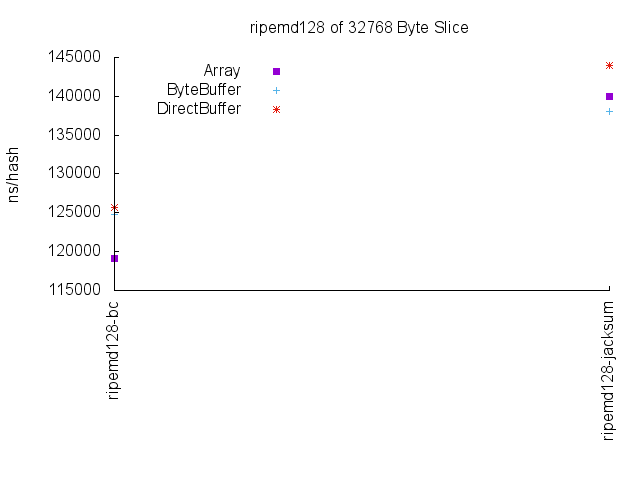 ripemd128 of 32768 Byte Slice
145000
140000
135000
130000
125000
120000
115000
ns/hash
Array
ByteBuffer
DirectBuffer
ripemd128-bc
ripemd128-jacksum